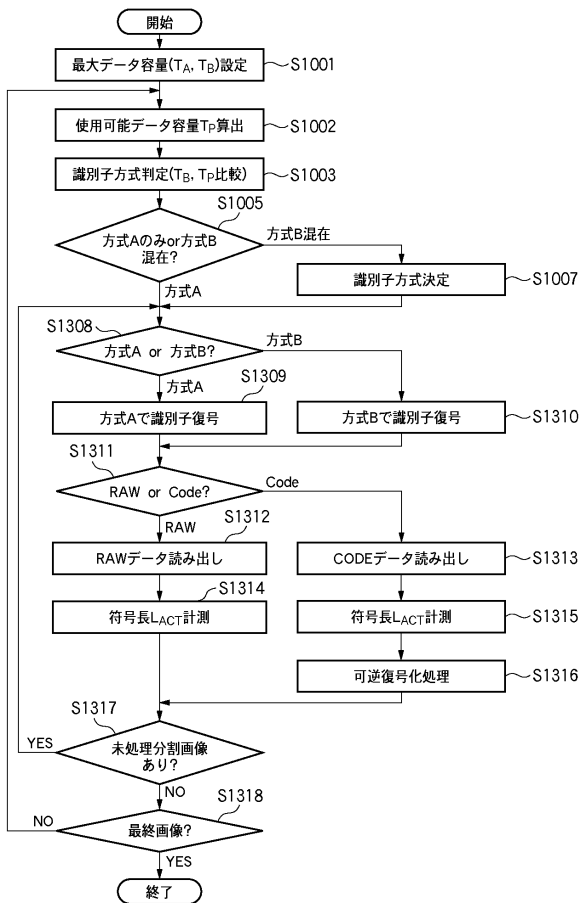 開始
最大データ容量(TA, TB)設定
S1001
使用可能データ容量TP算出
S1002
識別子方式判定(TB, TP比較)
S1003
S1005
方式Aのみor方式B
混在?
方式B混在
方式A
識別子方式決定
S1007
S1308
方式A or 方式B?
方式B
方式A
S1309
方式Aで識別子復号
方式Bで識別子復号
S1310
S1311
RAW or Code?
Code
RAW
S1312
RAWデータ読み出し
CODEデータ読み出し
S1313
S1314
符号長LACT計測
符号長LACT計測
S1315
可逆復号化処理
S1316
S1317
未処理分割画像
あり?
YES
NO
S1318
最終画像?
NO
YES
終了